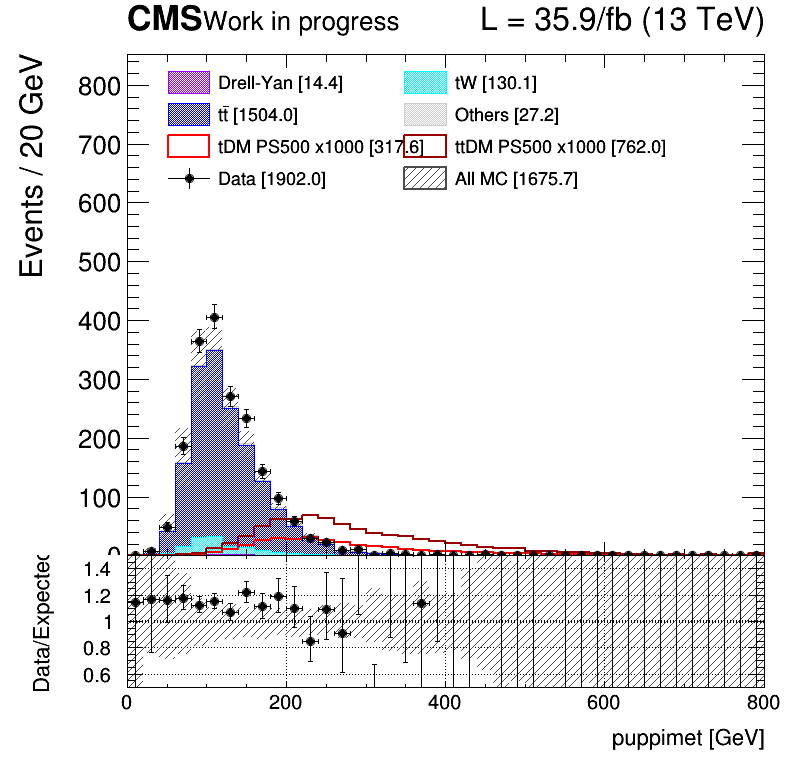 CMS Work in progress L = 35.9/fb (13 TeV)
Events / 20 GeV
800
700
600
500
400
300
200
100
0
Drell-Yan [14.4] tW [130.1]
tt̄ [1504.0] Others [27.2]
tDM PS500 x1000 [317.6] ttDM PS500 x1000 [762.0]
Data [1902.0] All MC [1675.7]
Data/Expected
1.4
1.2
1
0.8
0.6
0 200 400 600 800
puppimet [GeV]